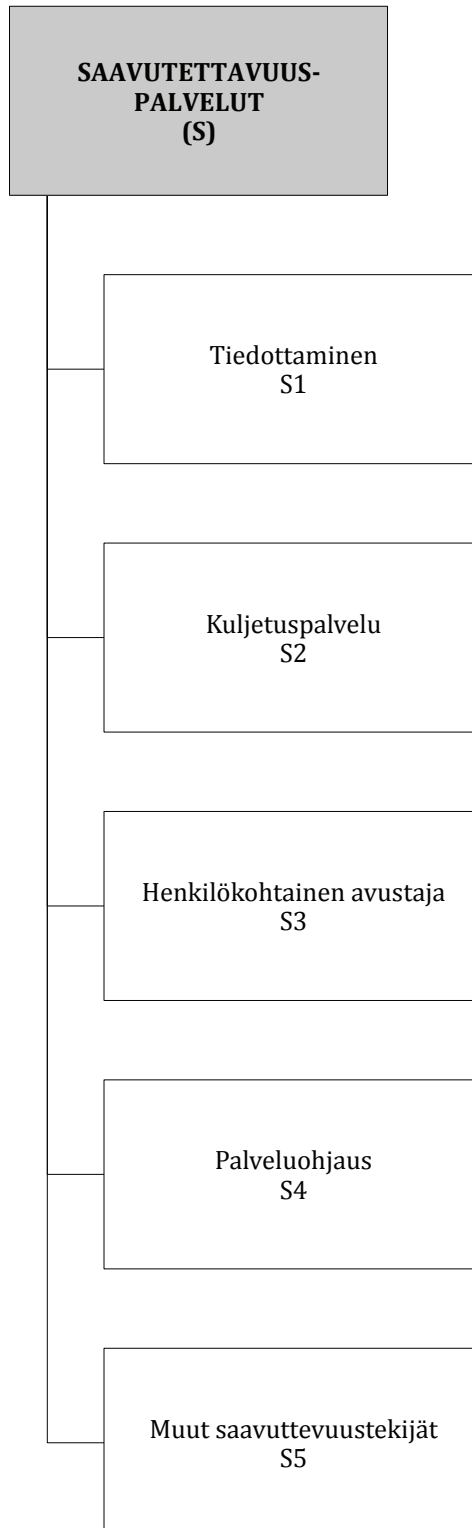 SAAVUTETTAVUUS-
PALVELUT
(S)
Tiedottaminen
S1
Kuljetuspalvelu
S2
Henkilökohtainen avustaja
S3
Palveluohjaus
S4
Muut saavuttevuustekijät
S5